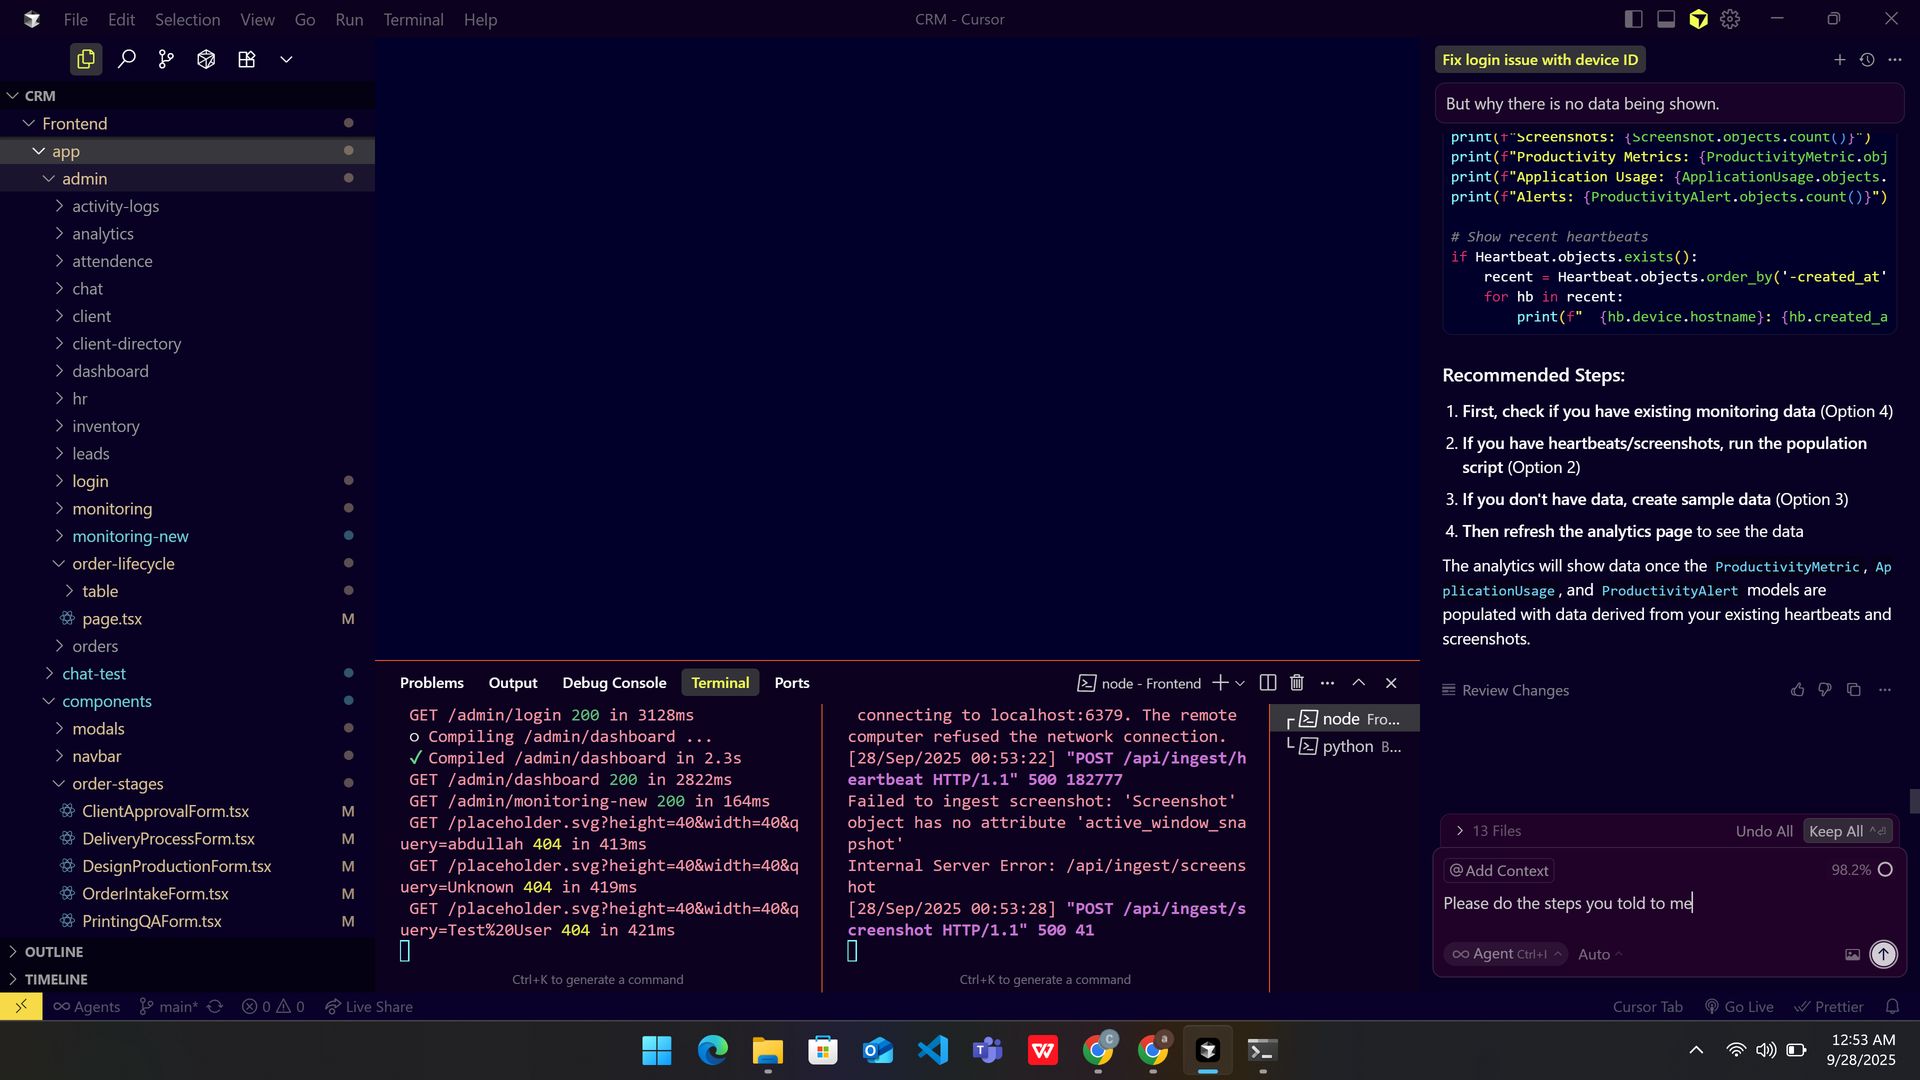 File Edit Selection View Go Run Terminal Help
CRM - Cursor
CRM
Frontend
app
admin
activity-logs
analytics
attendence
chat
client
client-directory
dashboard
hr
inventory
leads
login
monitoring
monitoring-new
order-lifecycle
table
page.tsx M
orders
chat-test
components
modals
navbar
order-stages
ClientApprovalForm.tsx M
DeliveryProcessForm.tsx M
DesignProductionForm.tsx M
OrderIntakeForm.tsx M
PrintingQAForm.tsx M
OUTLINE
TIMELINE
Problems Output Debug Console Terminal Ports
node - Frontend
GET /admin/login 200 in 3128ms
○ Compiling /admin/dashboard ...
✓ Compiled /admin/dashboard in 2.3s
GET /admin/dashboard 200 in 2822ms
GET /admin/monitoring-new 200 in 164ms
GET /placeholder.svg?height=40&width=40&q
uery=abdullah 404 in 413ms
GET /placeholder.svg?height=40&width=40&q
uery=Unknown 404 in 419ms
GET /placeholder.svg?height=40&width=40&q
uery=Test%20User 404 in 421ms
Ctrl+K to generate a command
connecting to localhost:6379. The remote
computer refused the network connection.
[28/Sep/2025 00:53:22] "POST /api/ingest/h
eartbeat HTTP/1.1" 500 182777
Failed to ingest screenshot: 'Screenshot'
object has no attribute 'active_window_sna
pshot'
Internal Server Error: /api/ingest/screens
hot
[28/Sep/2025 00:53:28] "POST /api/ingest/s
creenshot HTTP/1.1" 500 41
Ctrl+K to generate a command
node Fro...
python B...
Fix login issue with device ID
But why there is no data being shown.
print(f"Screenshots: {Screenshot.objects.count()}")
print(f"Productivity Metrics: {ProductivityMetric.obj
print(f"Application Usage: {ApplicationUsage.objects.
print(f"Alerts: {ProductivityAlert.objects.count()}")
# Show recent heartbeats
if Heartbeat.objects.exists():
recent = Heartbeat.objects.order_by('-created_at'
for hb in recent:
print(f"  {hb.device.hostname}: {hb.created_a
Recommended Steps:
1. First, check if you have existing monitoring data (Option 4)
2. If you have heartbeats/screenshots, run the population
script (Option 2)
3. If you don't have data, create sample data (Option 3)
4. Then refresh the analytics page to see the data
The analytics will show data once the ProductivityMetric, Ap
plicationUsage, and ProductivityAlert models are
populated with data derived from your existing heartbeats and
screenshots.
Review Changes
13 Files Undo All Keep All
@ Add Context 98.2%
Please do the steps you told to me
Agent Ctrl+I Auto
Agents main* 0 0 Live Share
Cursor Tab Go Live Prettier
12:53 AM
9/28/2025